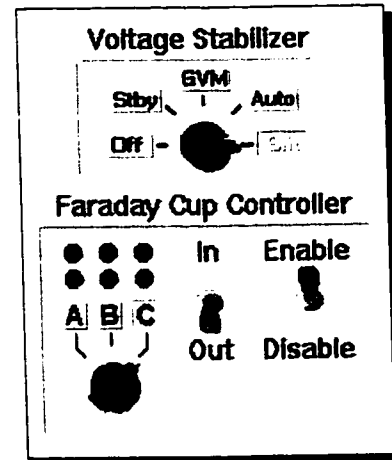 Voltage Stabilizer
GVM
Stby Auto
Off
Faraday Cup Controller
In Enable
A B C
Out Disable